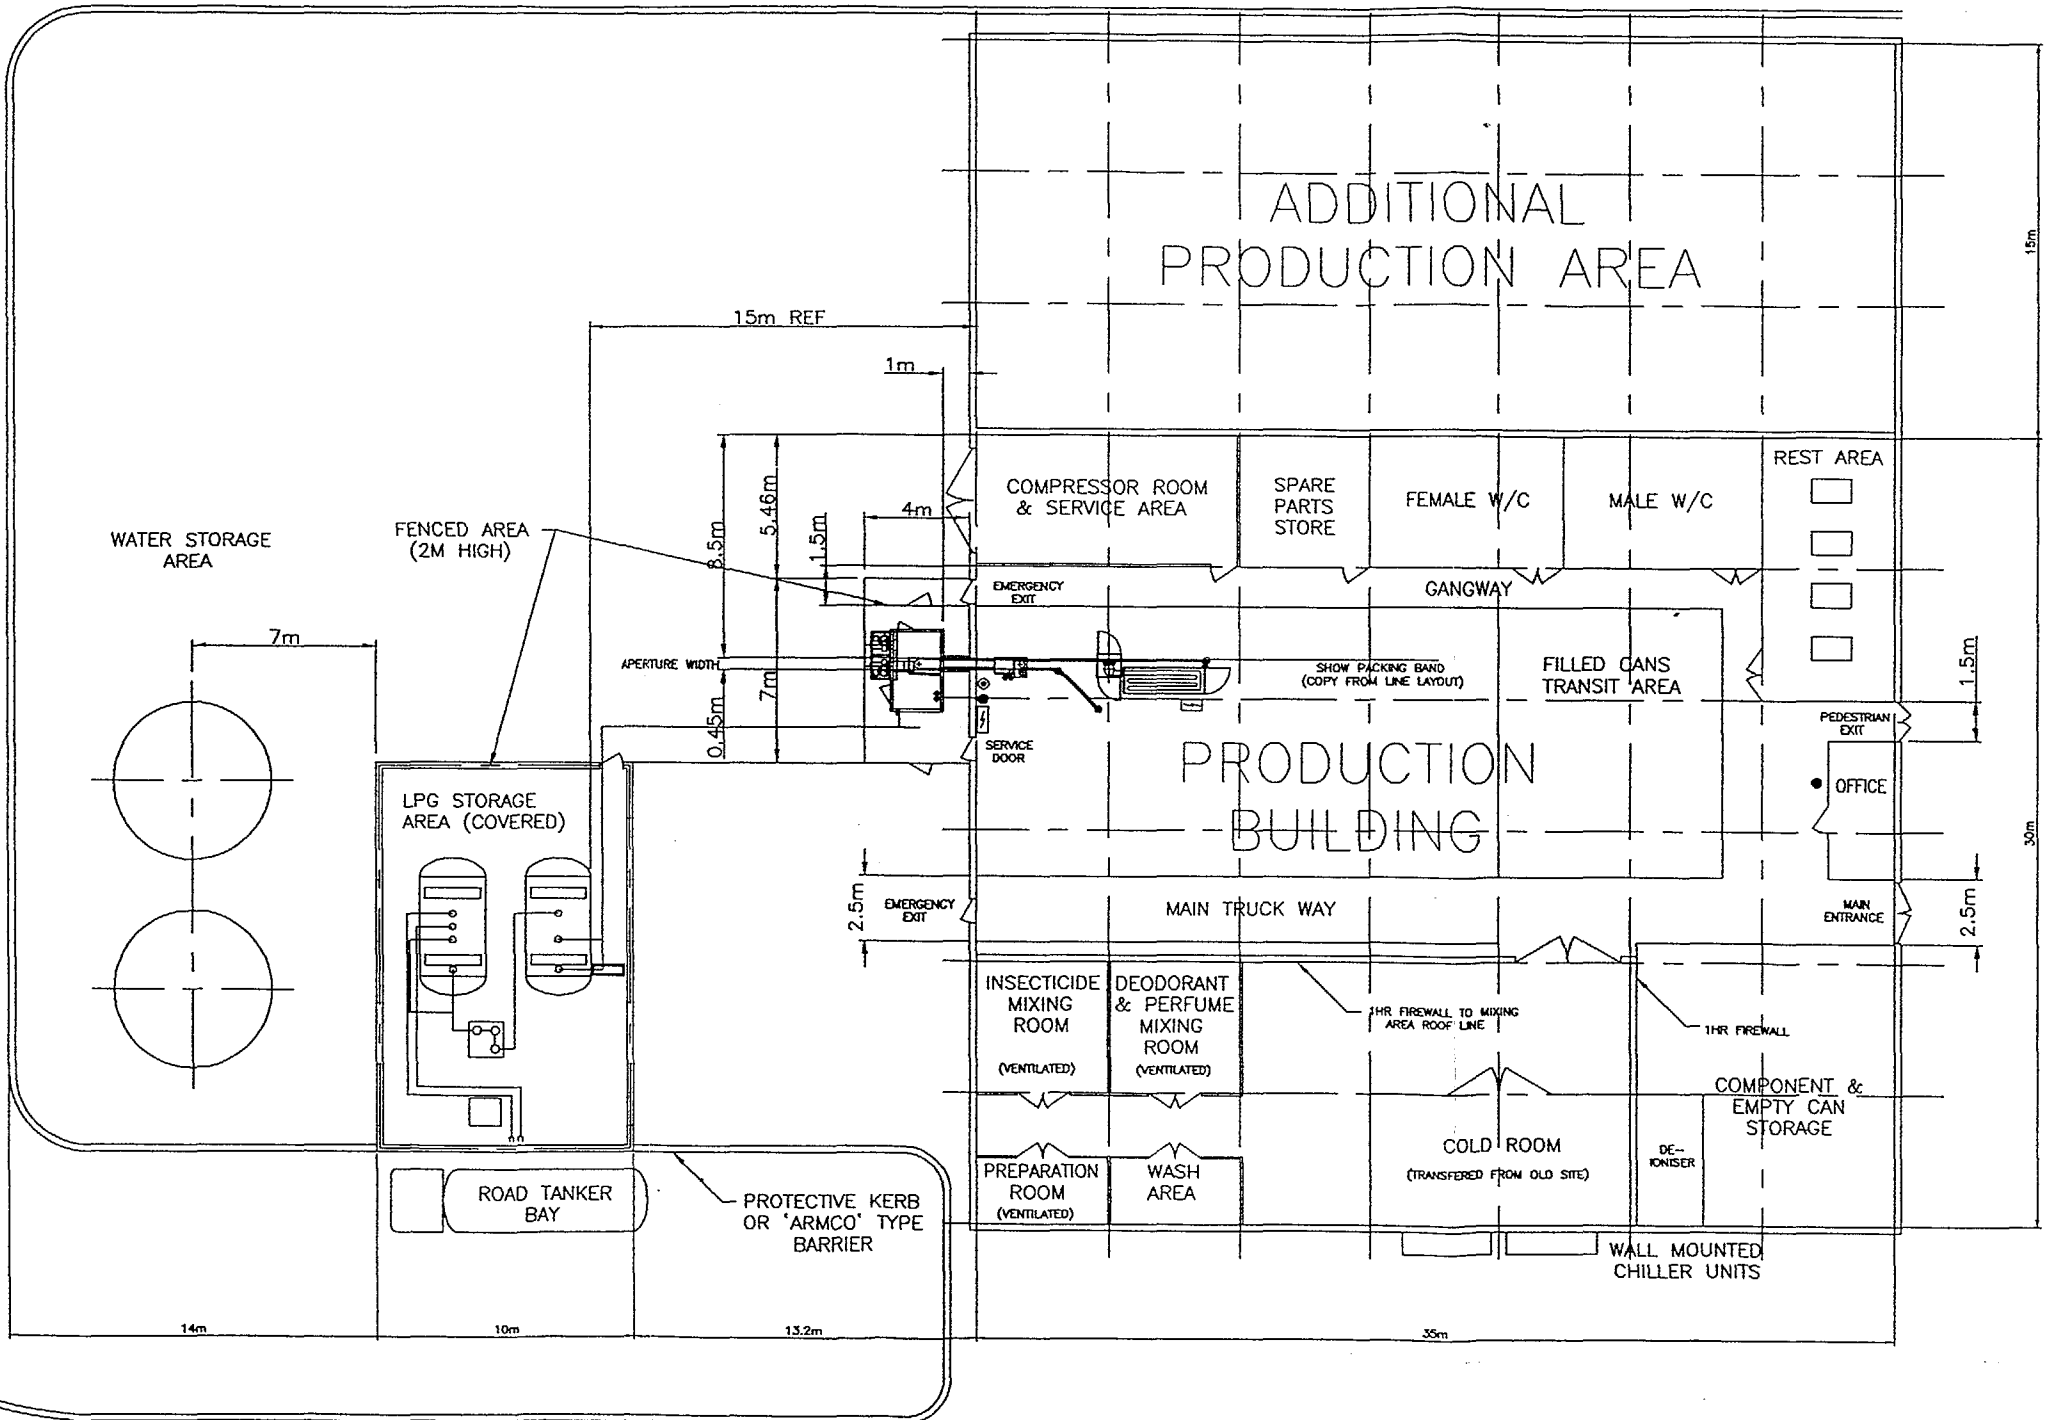 ADDITIONAL
PRODUCTION AREA
15m
15m REF
1m
8.5m
5.46m
1.5m
4m
COMPRESSOR ROOM
& SERVICE AREA
SPARE
PARTS
STORE
FEMALE W/C
MALE W/C
REST AREA
WATER STORAGE
AREA
FENCED AREA
(2M HIGH)
EMERGENCY
EXIT
GANGWAY
7m
APERTURE WIDTH
0.45m
7m
SHOW PACKING BAND
(COPY FROM LINE LAYOUT)
FILLED CANS
TRANSIT AREA
1.5m
PEDESTRIAN
EXIT
SERVICE
DOOR
PRODUCTION
BUILDING
OFFICE
30m
LPG STORAGE
AREA (COVERED)
2.5m
EMERGENCY
EXIT
MAIN TRUCK WAY
MAIN
ENTRANCE
2.5m
INSECTICIDE
MIXING
ROOM
(VENTILATED)
DEODORANT
& PERFUME
MIXING
ROOM
(VENTILATED)
1HR FIREWALL TO MIXING
AREA ROOF LINE
1HR FIREWALL
COMPONENT &
EMPTY CAN
STORAGE
COLD ROOM
(TRANSFERED FROM OLD SITE)
DE-
IONISER
PREPARATION
ROOM
(VENTILATED)
WASH
AREA
ROAD TANKER
BAY
PROTECTIVE KERB
OR 'ARMCO' TYPE
BARRIER
WALL MOUNTED
CHILLER UNITS
14m
10m
13.2m
35m